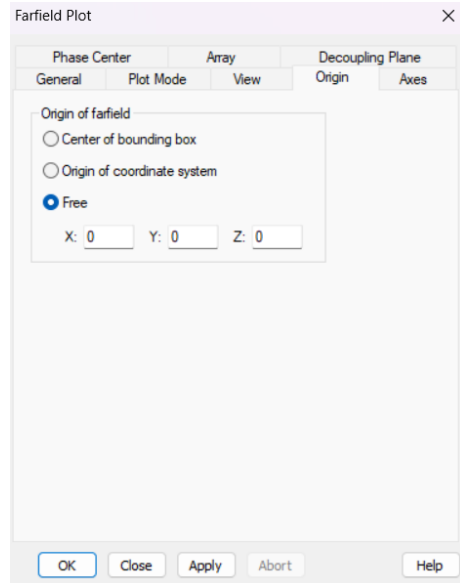 Farfield Plot
Phase Center Array Decoupling Plane
General Plot Mode View Origin Axes
Origin of farfield
Center of bounding box
Origin of coordinate system
Free
X: 0 Y: 0 Z: 0
OK Close Apply Abort Help